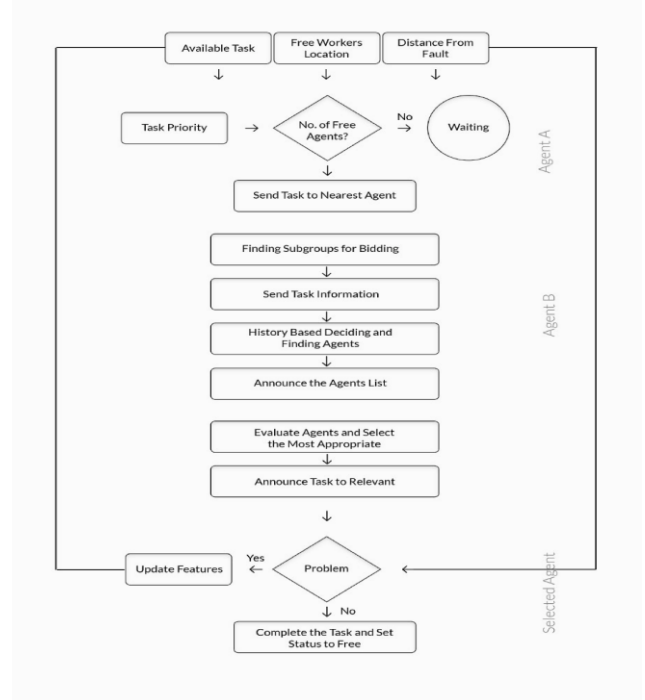 Available Task
Free Workers
Location
Distance From
Fault
Task Priority
No. of Free
Agents?
No
Waiting
Agent A
Send Task to Nearest Agent
Finding Subgroups for Bidding
Send Task Information
History Based Deciding and
Finding Agents
Announce the Agents List
Agent B
Evaluate Agents and Select
the Most Appropriate
Announce Task to Relevant
Update Features
Yes
Problem
No
Complete the Task and Set
Status to Free
Selected Agent